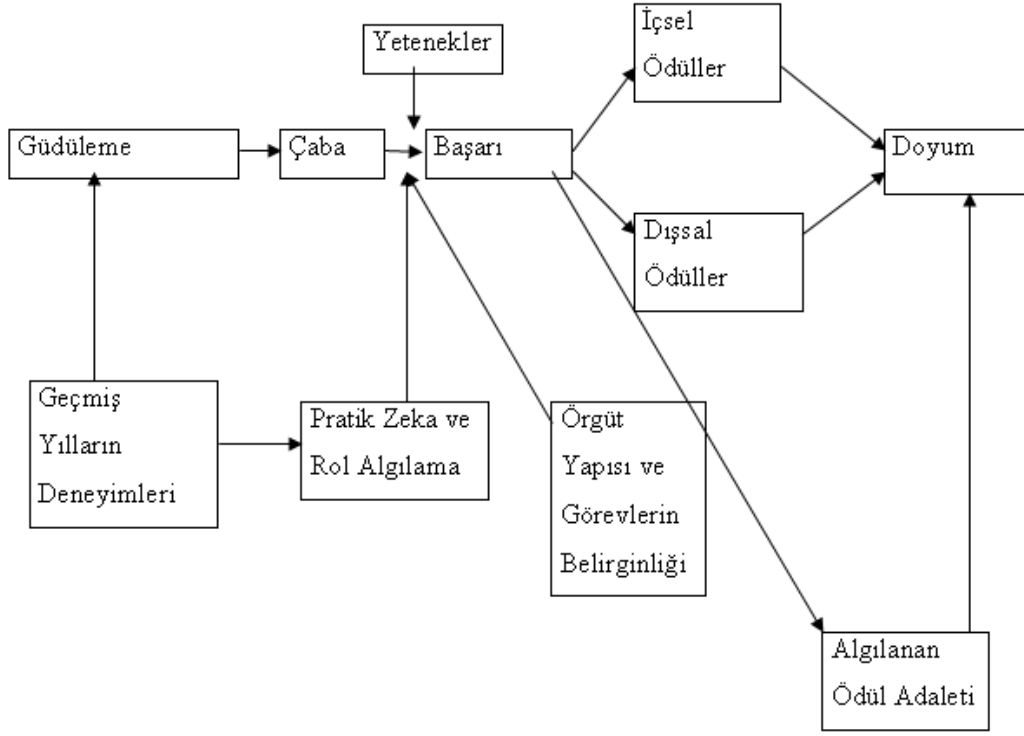 Yetenekler
İçsel
Ödüller
Güdüleme
Çaba
Başarı
Doyum
Dışsal
Ödüller
Geçmiş
Yılların
Deneyimleri
Pratik Zeka ve
Rol Algılama
Örgüt
Yapısı ve
Görevlerin
Belirginliği
Algılanan
Ödül Adaleti